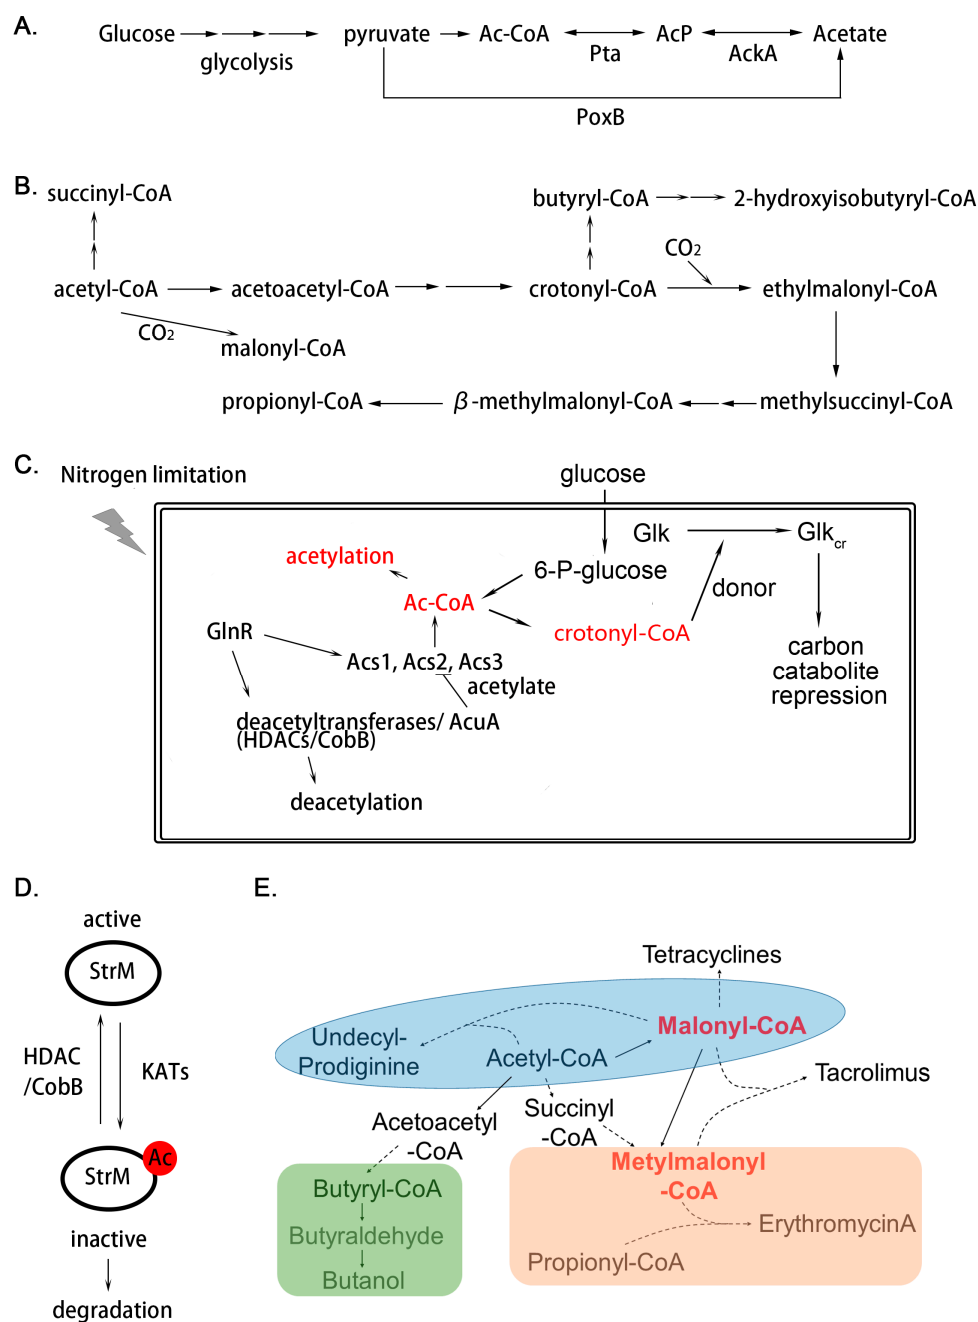 A.
Glucose
glycolysis
pyruvate
Ac-CoA
Pta
AcP
AckA
Acetate
PoxB
B.
succinyl-CoA
butyryl-CoA
2-hydroxyisobutyryl-CoA
CO2
acetyl-CoA
acetoacetyl-CoA
crotonyl-CoA
ethylmalonyl-CoA
CO2
malonyl-CoA
propionyl-CoA
β-methylmalonyl-CoA
methylsuccinyl-CoA
C.
Nitrogen limitation
glucose
Glk
Glkcr
acetylation
6-P-glucose
donor
Ac-CoA
GlnR
crotonyl-CoA
Acs1, Acs2, Acs3
acetylate
carbon
catabolite
repression
deacetyltransferases/ AcuA
(HDACs/CobB)
deacetylation
D.
active
StrM
HDAC
/CobB
KATs
Ac
StrM
inactive
degradation
E.
Tetracyclines
Undecyl-
Prodiginine
Malonyl-CoA
Acetyl-CoA
Tacrolimus
Acetoacetyl
-CoA
Succinyl
-CoA
Metylmalonyl
-CoA
Butyryl-CoA
Butyraldehyde
Butanol
ErythromycinA
Propionyl-CoA